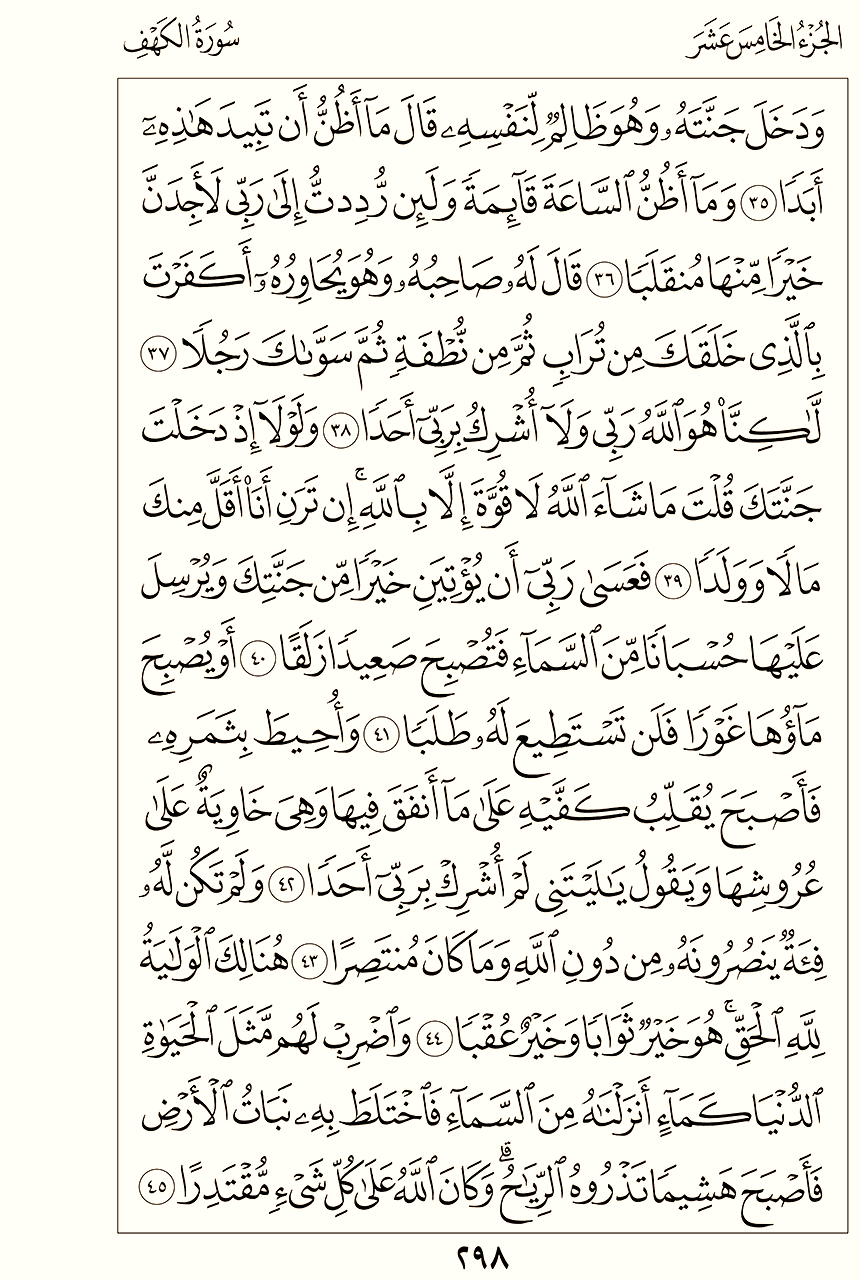 الجُزْءُ الخَامِسَ عَشَرَ
سُورَةُ الكَهْفِ
وَدَخَلَ جَنَّتَهُۥ وَهُوَ ظَالِمٌ لِّنَفْسِهِۦ قَالَ مَآ أَظُنُّ أَن تَبِيدَ هَٰذِهِۦٓ
أَبَدًا ٣٥ وَمَآ أَظُنُّ ٱلسَّاعَةَ قَآئِمَةً وَلَئِن رُّدِدتُّ إِلَىٰ رَبِّى لَأَجِدَنَّ
خَيْرًا مِّنْهَا مُنقَلَبًا ٣٦ قَالَ لَهُۥ صَاحِبُهُۥ وَهُوَ يُحَاوِرُهُۥٓ أَكَفَرْتَ
بِٱلَّذِى خَلَقَكَ مِن تُرَابٍ ثُمَّ مِن نُّطْفَةٍ ثُمَّ سَوَّىٰكَ رَجُلًا ٣٧
لَّٰكِنَّا۠ هُوَ ٱللَّهُ رَبِّى وَلَآ أُشْرِكُ بِرَبِّىٓ أَحَدًا ٣٨ وَلَوْلَآ إِذْ دَخَلْتَ
جَنَّتَكَ قُلْتَ مَا شَآءَ ٱللَّهُ لَا قُوَّةَ إِلَّا بِٱللَّهِ ۚ إِن تَرَنِ أَنَا۠ أَقَلَّ مِنكَ
مَالًا وَوَلَدًا ٣٩ فَعَسَىٰ رَبِّىٓ أَن يُؤْتِيَنِ خَيْرًا مِّن جَنَّتِكَ وَيُرْسِلَ
عَلَيْهَا حُسْبَانًا مِّنَ ٱلسَّمَآءِ فَتُصْبِحَ صَعِيدًا زَلَقًا ٤٠ أَوْ يُصْبِحَ
مَآؤُهَا غَوْرًا فَلَن تَسْتَطِيعَ لَهُۥ طَلَبًا ٤١ وَأُحِيطَ بِثَمَرِهِۦ
فَأَصْبَحَ يُقَلِّبُ كَفَّيْهِ عَلَىٰ مَآ أَنفَقَ فِيهَا وَهِىَ خَاوِيَةٌ عَلَىٰ
عُرُوشِهَا وَيَقُولُ يَٰلَيْتَنِى لَمْ أُشْرِكْ بِرَبِّىٓ أَحَدًا ٤٢ وَلَمْ تَكُن لَّهُۥ
فِئَةٌ يَنصُرُونَهُۥ مِن دُونِ ٱللَّهِ وَمَا كَانَ مُنتَصِرًا ٤٣ هُنَالِكَ ٱلْوَلَٰيَةُ
لِلَّهِ ٱلْحَقِّ ۚ هُوَ خَيْرٌ ثَوَابًا وَخَيْرٌ عُقْبًا ٤٤ وَٱضْرِبْ لَهُم مَّثَلَ ٱلْحَيَوٰةِ
ٱلدُّنْيَا كَمَآءٍ أَنزَلْنَٰهُ مِنَ ٱلسَّمَآءِ فَٱخْتَلَطَ بِهِۦ نَبَاتُ ٱلْأَرْضِ
فَأَصْبَحَ هَشِيمًا تَذْرُوهُ ٱلرِّيَٰحُ ۗ وَكَانَ ٱللَّهُ عَلَىٰ كُلِّ شَىْءٍ مُّقْتَدِرًا ٤٥
٢٩٨